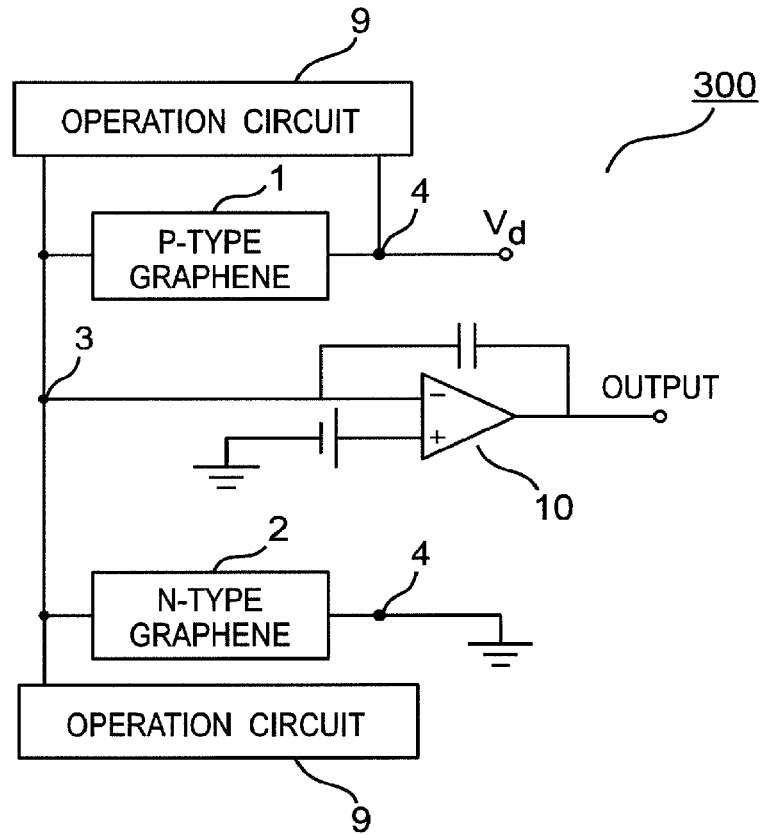 9
300
OPERATION CIRCUIT
1
4
Vd
P-TYPE
GRAPHENE
3
OUTPUT
−
+
10
2
4
N-TYPE
GRAPHENE
OPERATION CIRCUIT
9